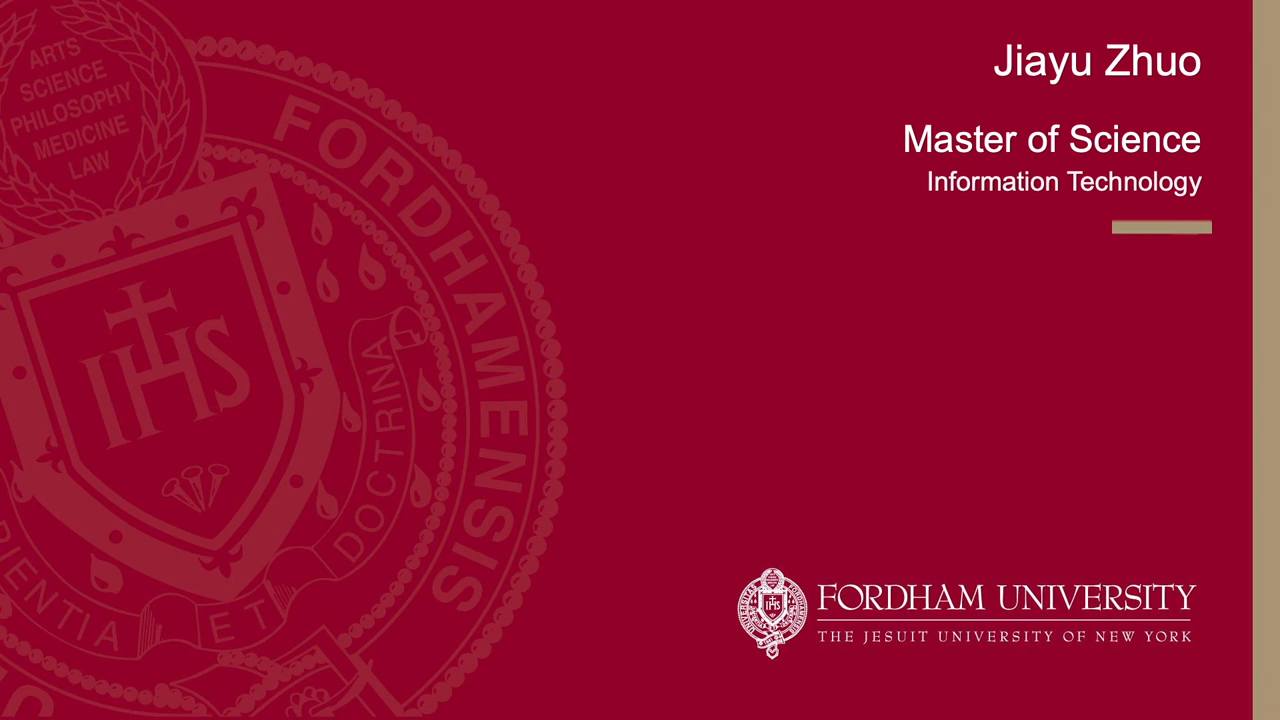 ARTS
SCIENCE
PHILOSOPHY
MEDICINE
LAW
FORDHAMENSIS
IHS
DOCTRINA
ET
Jiayu Zhuo
Master of Science
Information Technology
FORDHAM UNIVERSITY
THE JESUIT UNIVERSITY OF NEW YORK